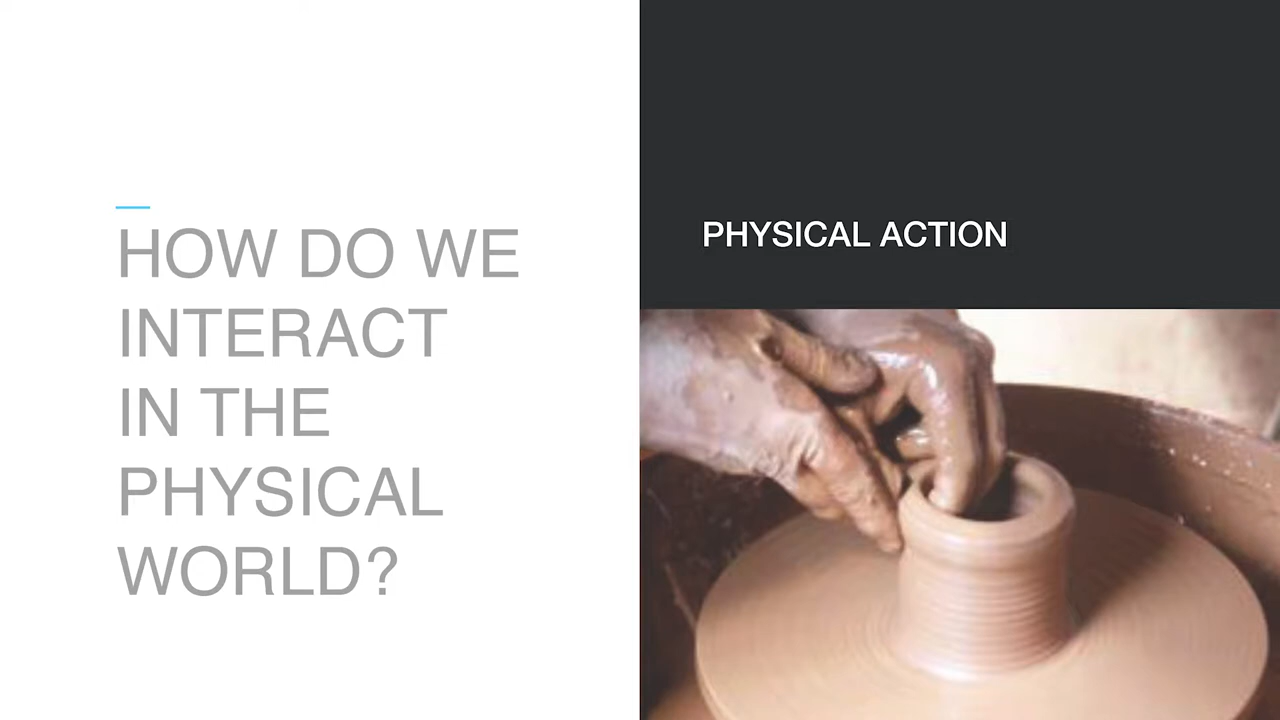 HOW DO WE
INTERACT
IN THE
PHYSICAL
WORLD?
PHYSICAL ACTION